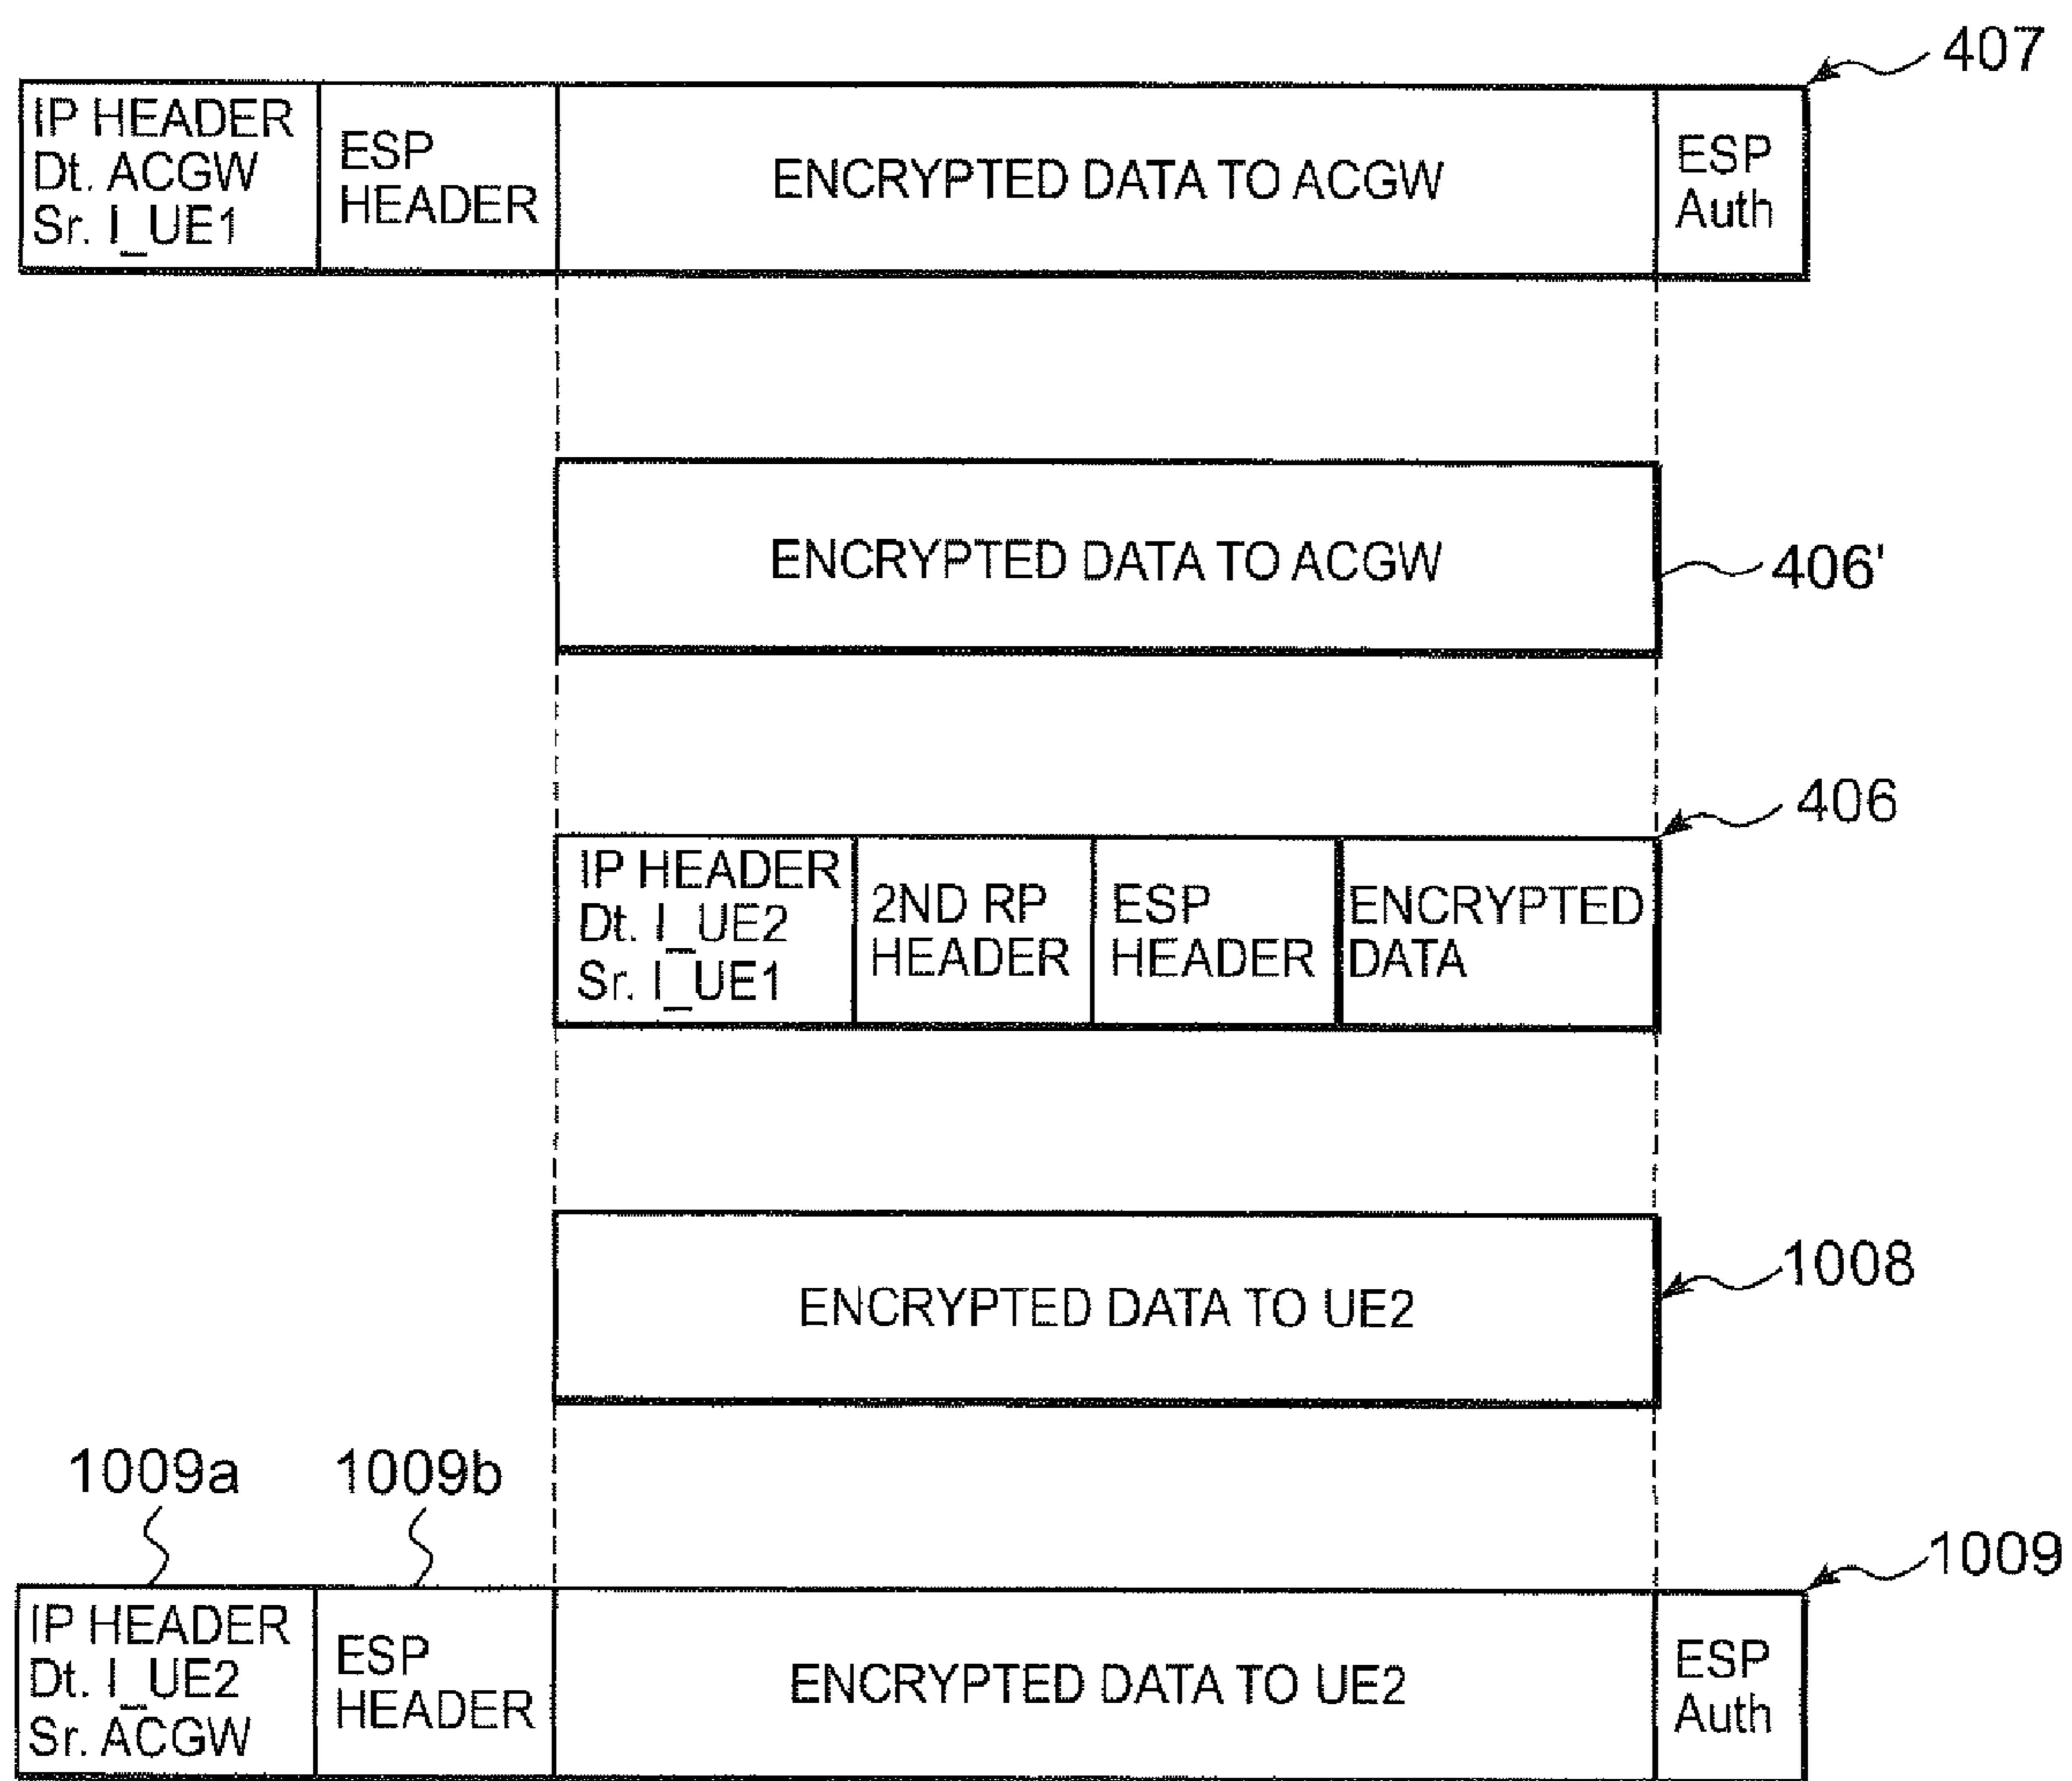 407
IP HEADER
Dt. ACGW
Sr. I_UE1
ESP
HEADER
ENCRYPTED DATA TO ACGW
ESP
Auth
ENCRYPTED DATA TO ACGW
406'
406
IP HEADER
Dt. I_UE2
Sr. I_UE1
2ND RP
HEADER
ESP
HEADER
ENCRYPTED
DATA
ENCRYPTED DATA TO UE2
1008
1009a
1009b
1009
IP HEADER
Dt. I_UE2
Sr. ACGW
ESP
HEADER
ENCRYPTED DATA TO UE2
ESP
Auth